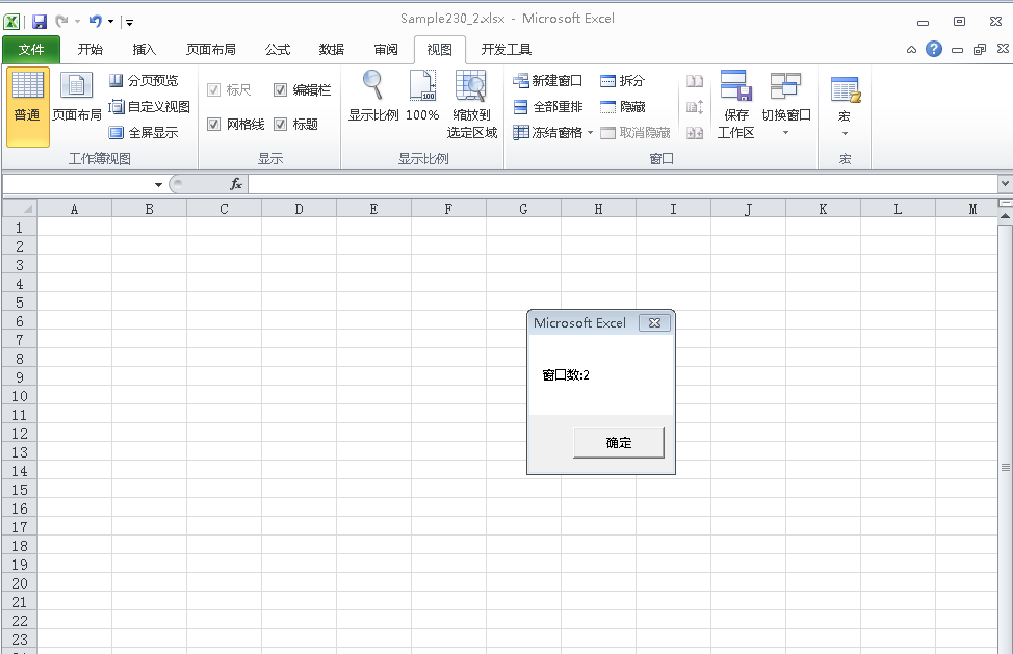 Sample230_2.xlsx - Microsoft Excel
文件 开始 插入 页面布局 公式 数据 审阅 视图 开发工具
普通 页面布局 分页预览 自定义视图 全屏显示
标尺 编辑栏 网格线 标题
显示比例 100% 缩放到 选定区域
新建窗口 全部重排 冻结窗格 拆分 隐藏 取消隐藏
保存 工作区 切换窗口 宏
工作簿视图 显示 显示比例 窗口 宏
fx
A B C D E F G H I J K L M
1
2
3
4
5
6
7
8
9
10
11
12
13
14
15
16
17
18
19
20
21
22
23
Microsoft Excel
窗口数:2
确定